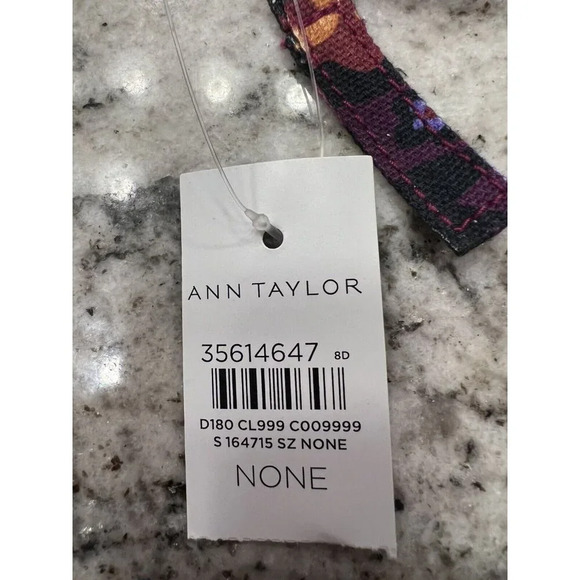 ANN TAYLOR
35614647 8D
D180 CL999 C009999
S 164715 SZ NONE
NONE